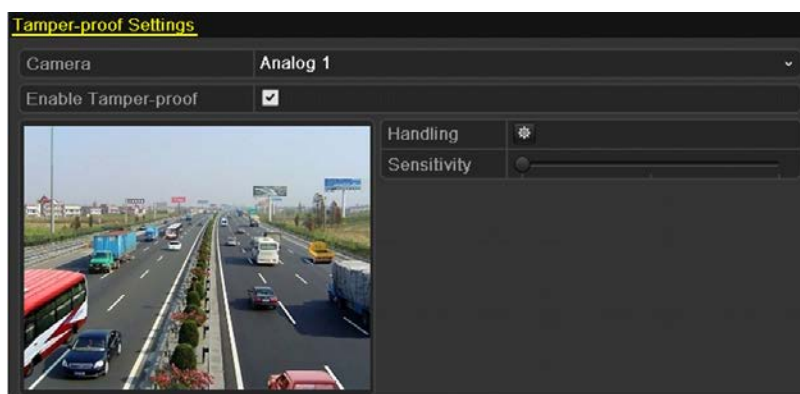 Tamper-proof Settings
Camera Analog 1
Enable Tamper-proof
Handling
Sensitivity